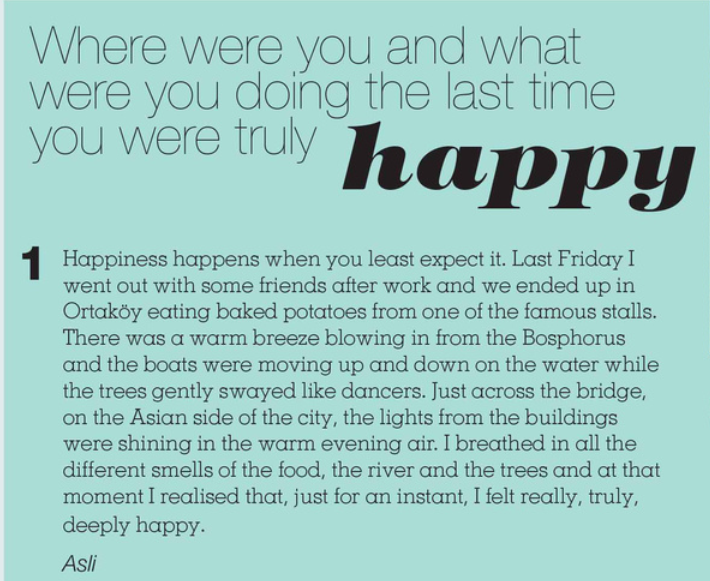 Where were you and what
were you doing the last time
you were truly happy
1 Happiness happens when you least expect it. Last Friday I
went out with some friends after work and we ended up in
Ortaköy eating baked potatoes from one of the famous stalls.
There was a warm breeze blowing in from the Bosphorus
and the boats were moving up and down on the water while
the trees gently swayed like dancers. Just across the bridge,
on the Asian side of the city, the lights from the buildings
were shining in the warm evening air. I breathed in all the
different smells of the food, the river and the trees and at that
moment I realised that, just for an instant, I felt really, truly,
deeply happy.
Asli